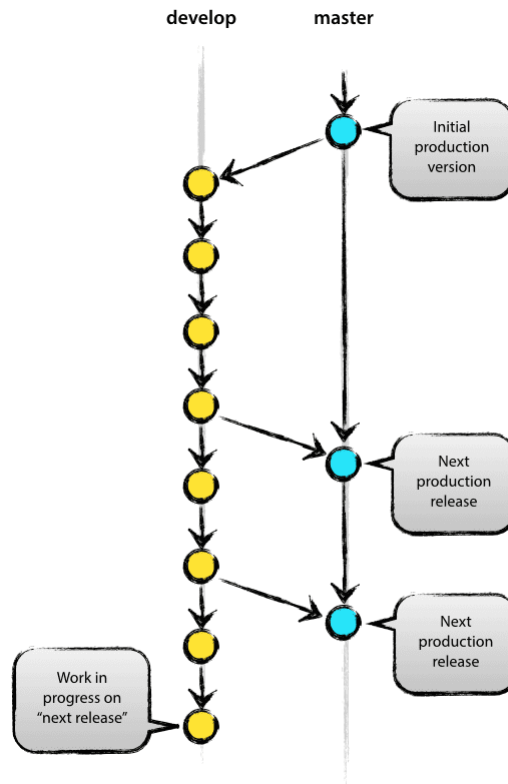 develop
master
Initial
production
version
Next
production
release
Next
production
release
Work in
progress on
“next release”